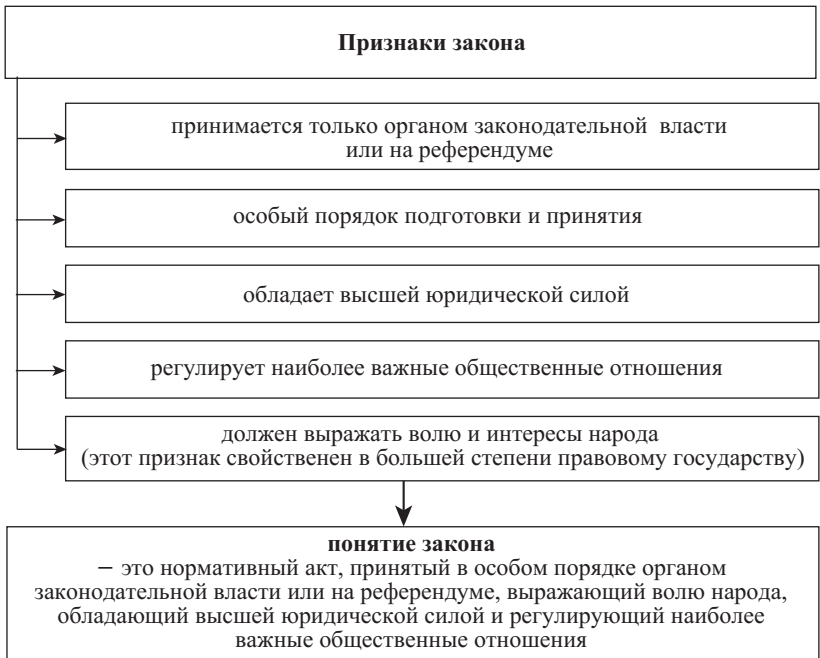 Признаки закона
принимается только органом законодательной власти
или на референдуме
особый порядок подготовки и принятия
обладает высшей юридической силой
регулирует наиболее важные общественные отношения
должен выражать волю и интересы народа
(этот признак свойственен в большей степени правовому государству)
понятие закона
– это нормативный акт, принятый в особом порядке органом
законодательной власти или на референдуме, выражающий волю народа,
обладающий высшей юридической силой и регулирующий наиболее
важные общественные отношения